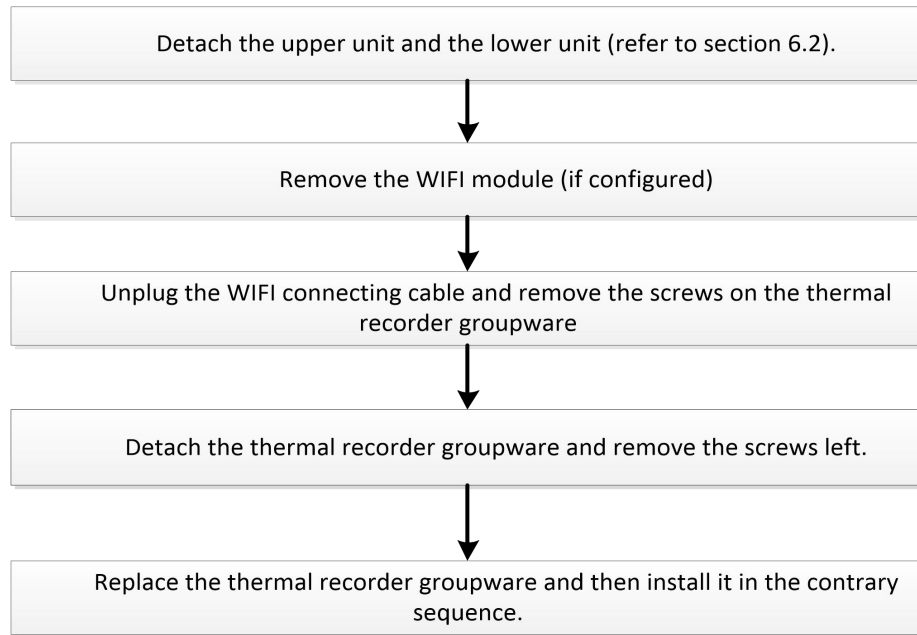 Detach the upper unit and the lower unit (refer to section 6.2).
Remove the WIFI module (if configured)
Unplug the WIFI connecting cable and remove the screws on the thermal
recorder groupware
Detach the thermal recorder groupware and remove the screws left.
Replace the thermal recorder groupware and then install it in the contrary
sequence.